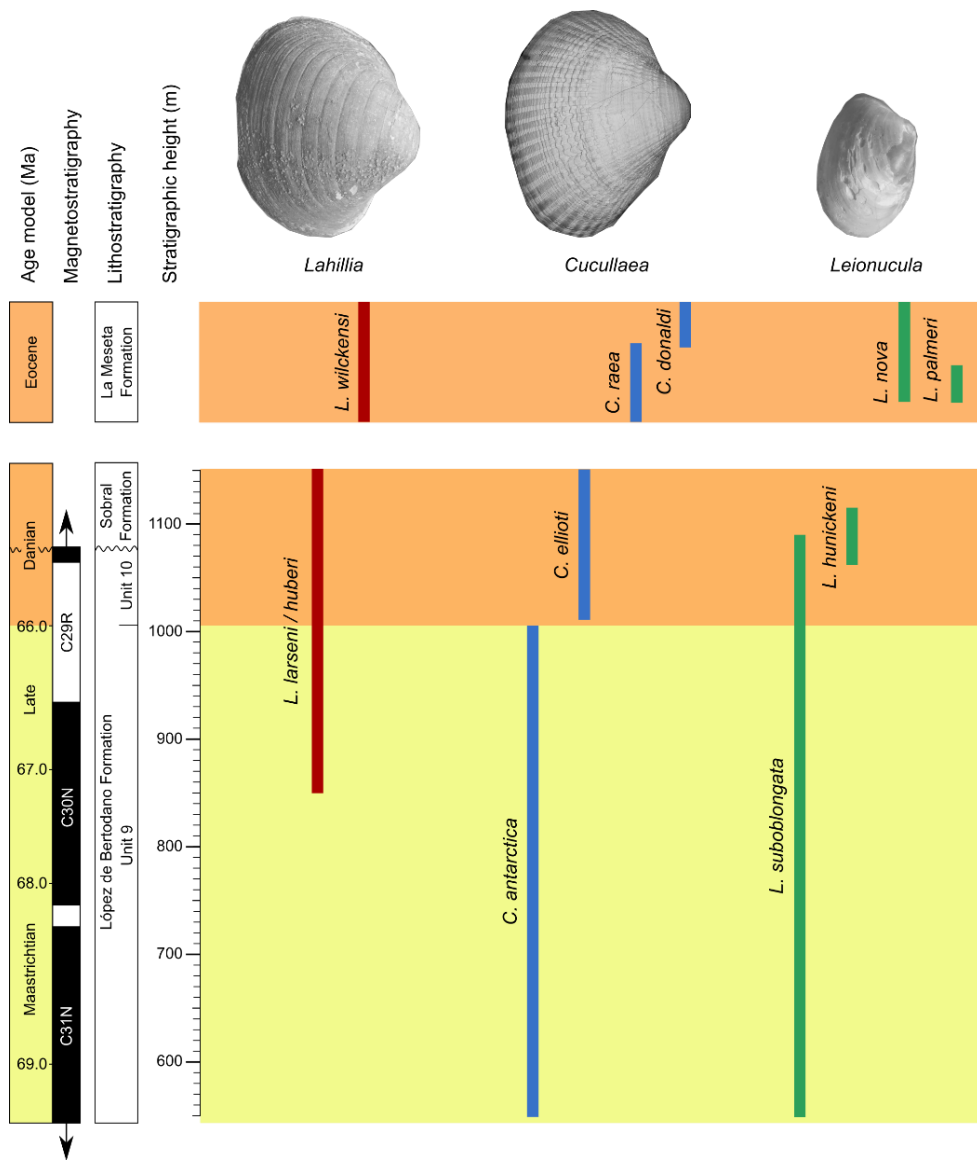 Age model (Ma)
Magnetostratigraphy
Lithostratigraphy
Stratigraphic height (m)
Lahillia
Cucullaea
Leionucula
Eocene
La Meseta
Formation
L. wilckensi
C. raea
C. donaldi
L. nova
L. palmeri
Danian
Late
Maastrichtian
66.0
67.0
68.0
69.0
C29R
C30N
C31N
Sobral
Formation
Unit 10
López de Bertodano Formation
Unit 9
1100
1000
900
800
700
600
L. larseni / huberi
C. antarctica
C. ellioti
L. suboblongata
L. hunickeni